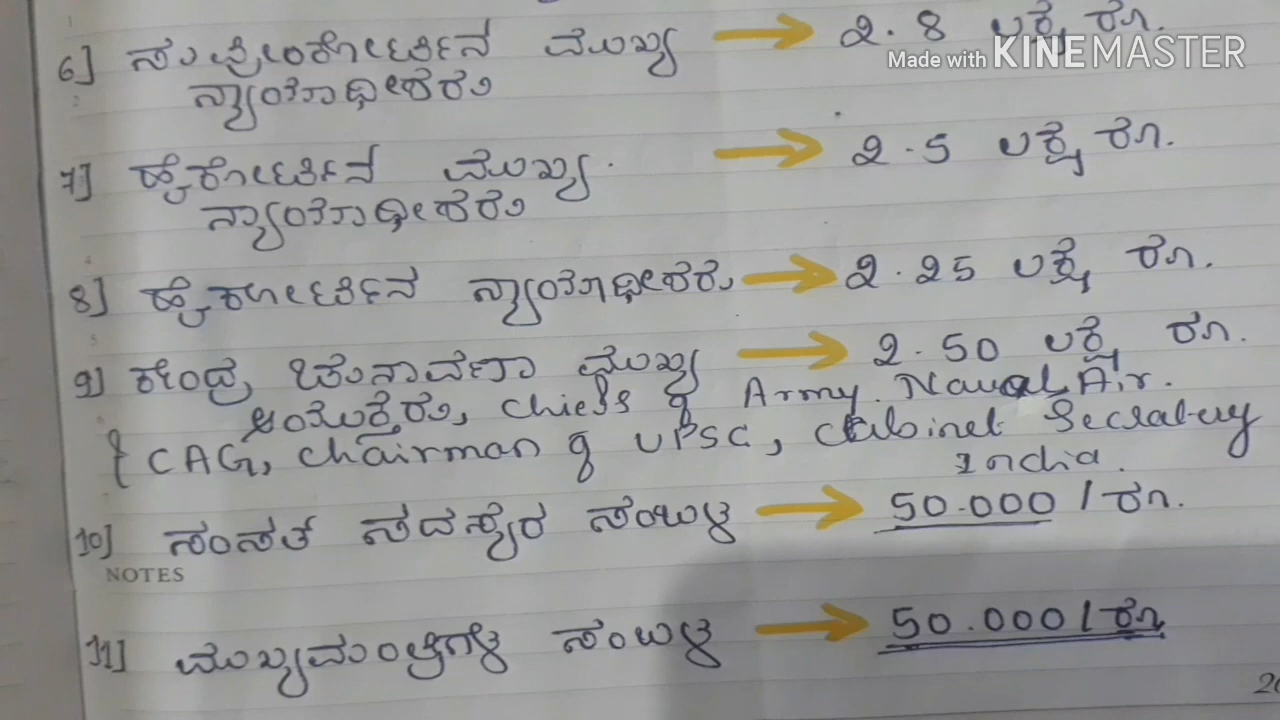 6] ಸುಪ್ರೀಂಕೋರ್ಟಿನ ಮುಖ್ಯ → 2.8 ಲಕ್ಷ ರೂ.
Made with KINEMASTER
ನ್ಯಾಯಾಧೀಶರು
7] ಹೈಕೋರ್ಟಿನ ಮುಖ್ಯ. → 2.5 ಲಕ್ಷ ರೂ.
ನ್ಯಾಯಾಧೀಶರು
8] ಹೈಕೋರ್ಟಿನ ನ್ಯಾಯಾಧೀಶರು → 2.25 ಲಕ್ಷ ರೂ.
9] ಕೇಂದ್ರ ಚುನಾವಣಾ ಮುಖ್ಯ → 2.50 ಲಕ್ಷ ರೂ.
ಆಯುಕ್ತರು, chiefs of Army. Naval Air.
{ CAG, chairman of UPSC, Cabinet Secratery
India.
10] ಸಂಸತ್ ಸದಸ್ಯರ ಸಂಬಳ → 50.000/ರೂ.
NOTES
11] ಮುಖ್ಯಮಂತ್ರಿಗಳ ಸಂಬಳ → 50.000/ರೂ